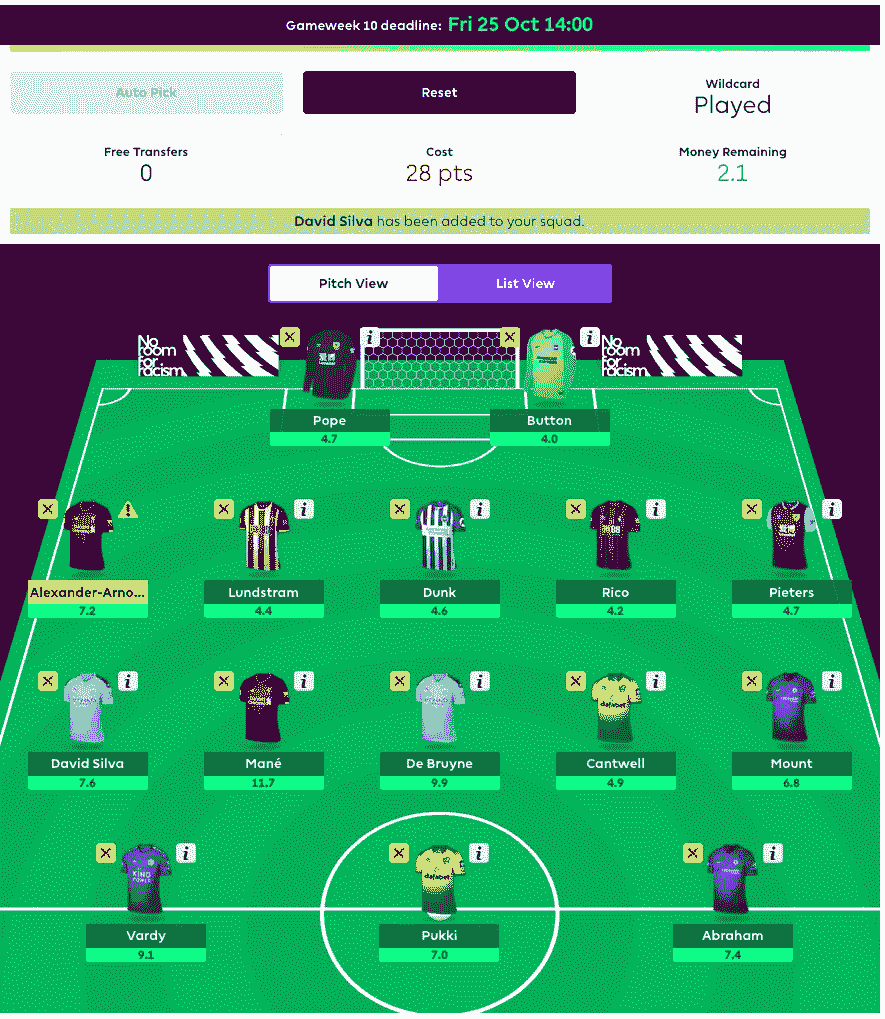 Gameweek 10 deadline: Fri 25 Oct 14:00
Auto Pick
Reset
Wildcard
Played
Free Transfers
0
Cost
28 pts
Money Remaining
2.1
David Silva has been added to your squad.
Pitch View
List View
No
room
For
racism
No
room
For
racism
Pope
4.7
Button
4.0
Alexander-Arno...
7.2
Lundstram
4.4
Dunk
4.6
Rico
4.2
Pieters
4.7
David Silva
7.6
Mané
11.7
De Bruyne
9.9
dafabet
Cantwell
4.9
Mount
6.8
KING
POWER
Vardy
9.1
dafabet
Pukki
7.0
Abraham
7.4